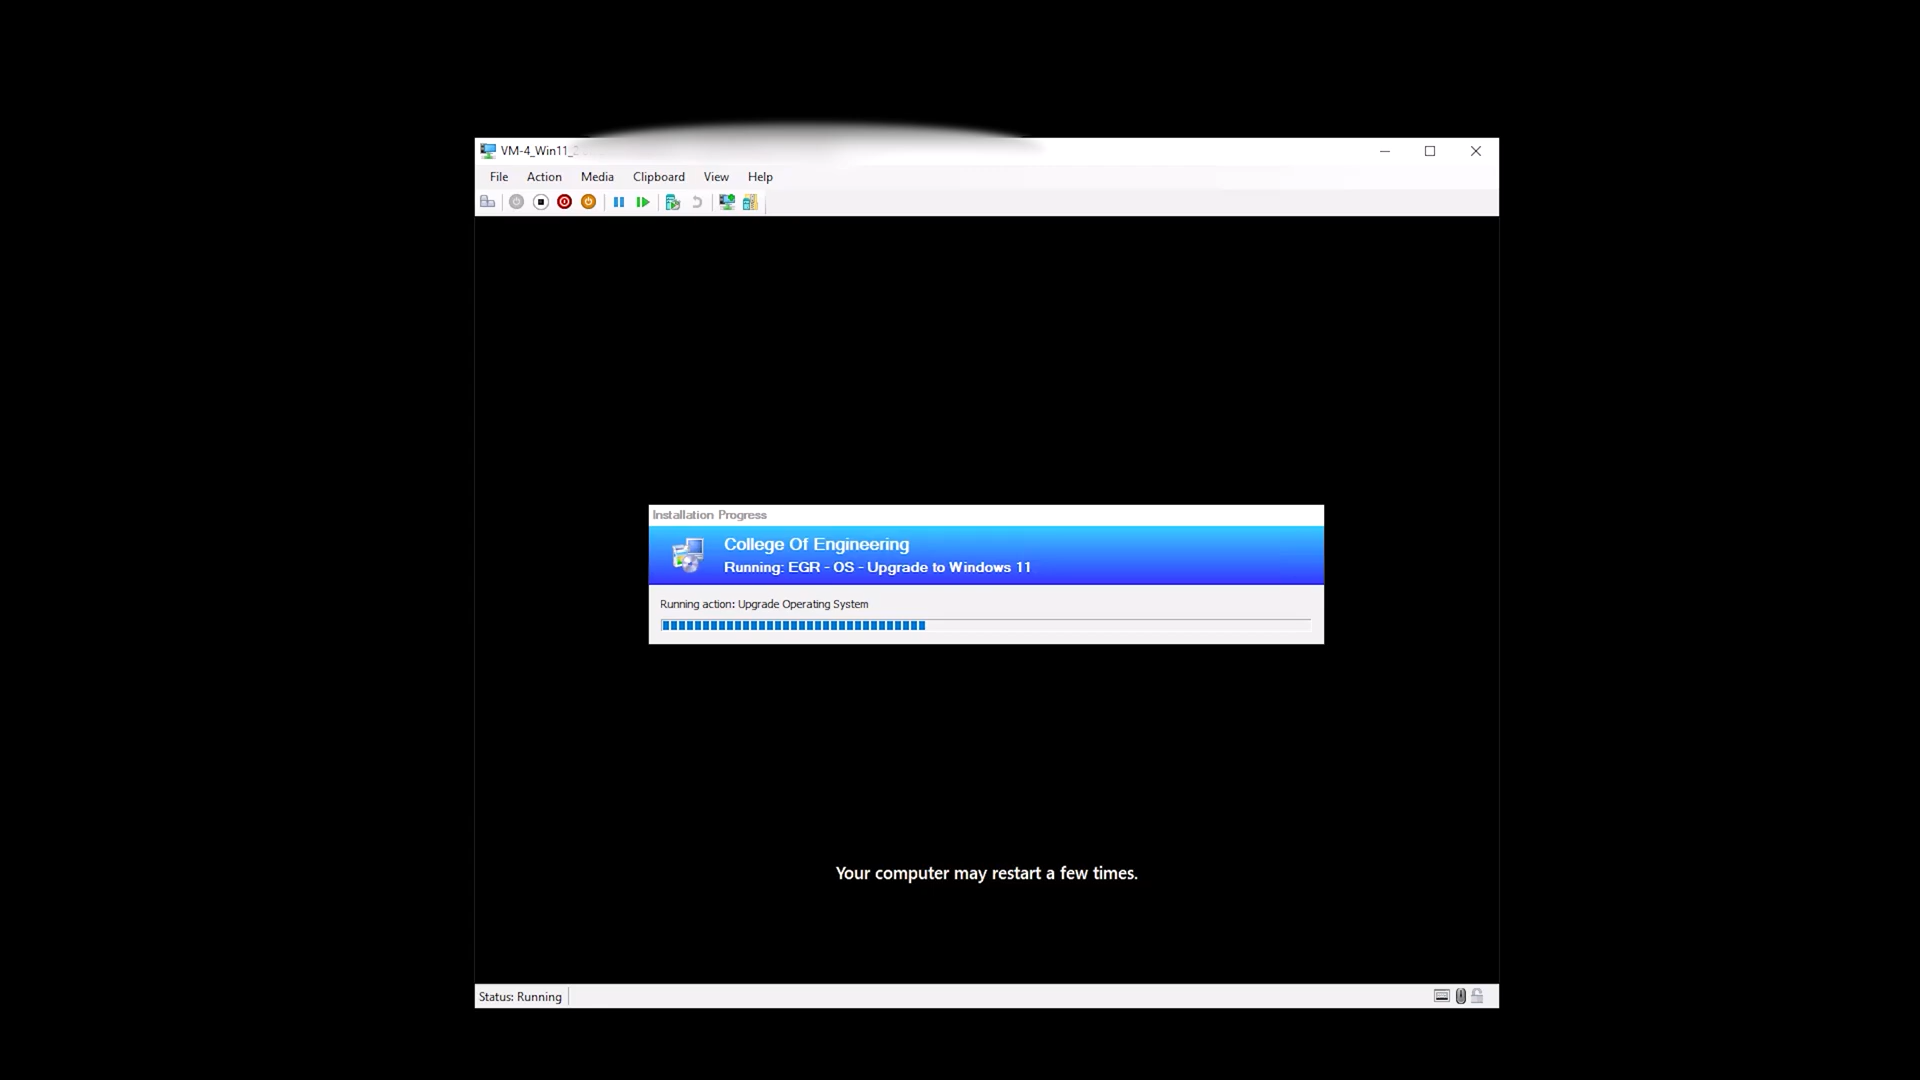 VM-4_Win11_
File Action Media Clipboard View Help
Installation Progress
College Of Engineering
Running: EGR - OS - Upgrade to Windows 11
Running action: Upgrade Operating System
Your computer may restart a few times.
Status: Running